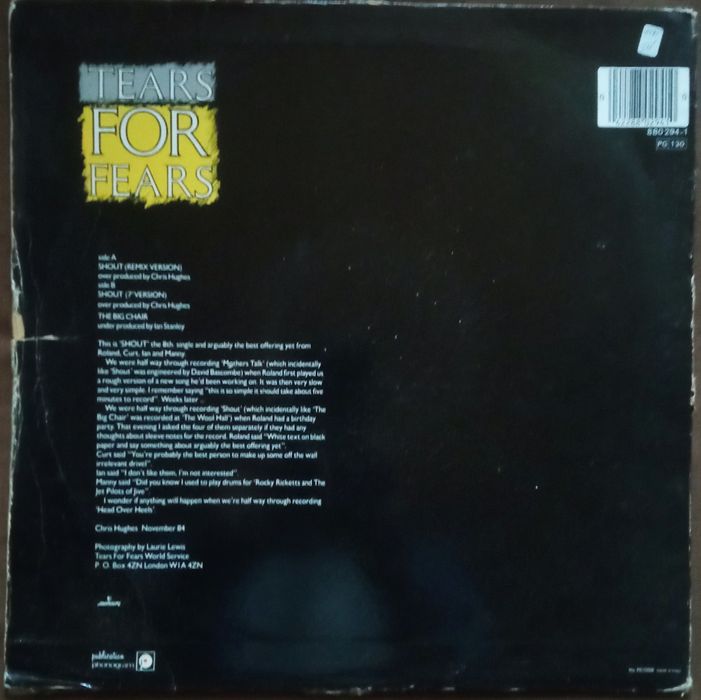 TEARS
FOR
FEARS
880 294-1
PG 130
side A
SHOUT (REMIX VERSION)
over produced by Chris Hughes
side B
SHOUT (7" VERSION)
over produced by Chris Hughes
THE BIG CHAIR
under produced by Ian Stanley
This is 'SHOUT' the 8th. single and arguably the best offering yet from
Roland, Curt, Ian and Manny.
We were half way through recording 'Mothers Talk' (which incidentally
like 'Shout' was engineered by David Bascombe) when Roland first played us
a rough version of a new song he'd been working on. It was then very slow
and very simple. I remember saying "this is so simple it should take about five
minutes to record". Weeks later
We were half way through recording 'Shout' (which incidentally like 'The
Big Chair' was recorded at 'The Wool Hall') when Roland had a birthday
party. That evening I asked the four of them separately if they had any
thoughts about sleeve notes for the record. Roland said "White text on black
paper and say something about arguably the best offering yet".
Curt said "You're probably the best person to make up some off the wall
irrelevant drivel".
Ian said "I don't like them, I'm not interested".
Manny said "Did you know I used to play drums for 'Rocky Ricketts and The
Jet Pilots of Jive".
I wonder if anything will happen when we're half way through recording
'Head Over Heels'
Chris Hughes November 84
Photography by Laurie Lewis
Tears For Fears World Service
P. O. Box 4ZN London W1A 4ZN
mercury
publication
phonogram